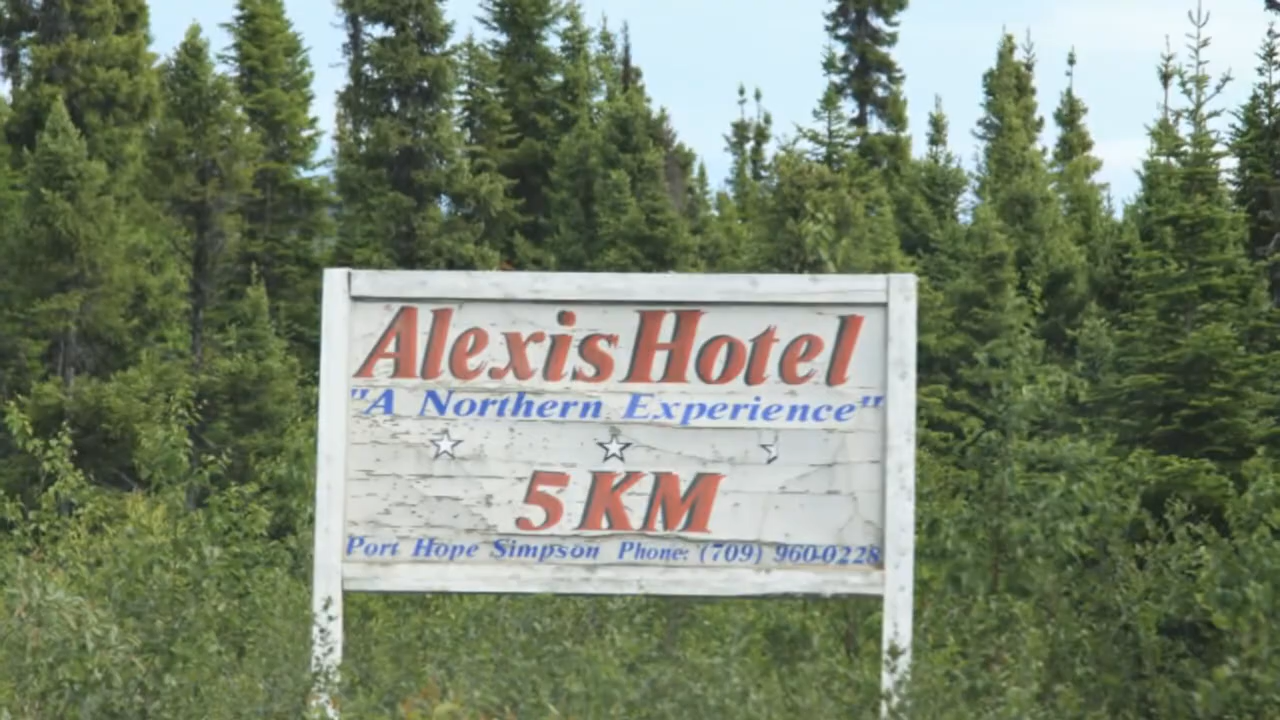 Alexis Hotel
"A Northern Experience"
5 KM
Port Hope Simpson Phone: (709) 960-0228